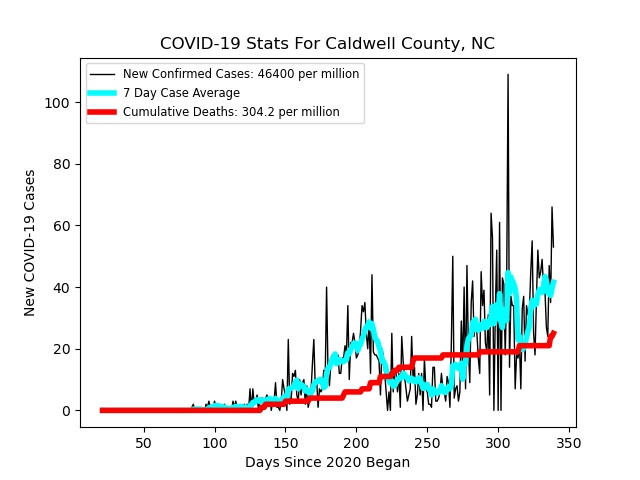 COVID-19 Stats For Caldwell County, NC
New Confirmed Cases: 46400 per million
7 Day Case Average
Cumulative Deaths: 304.2 per million
New COVID-19 Cases
100
80
60
40
20
0
50 100 150 200 250 300 350
Days Since 2020 Began